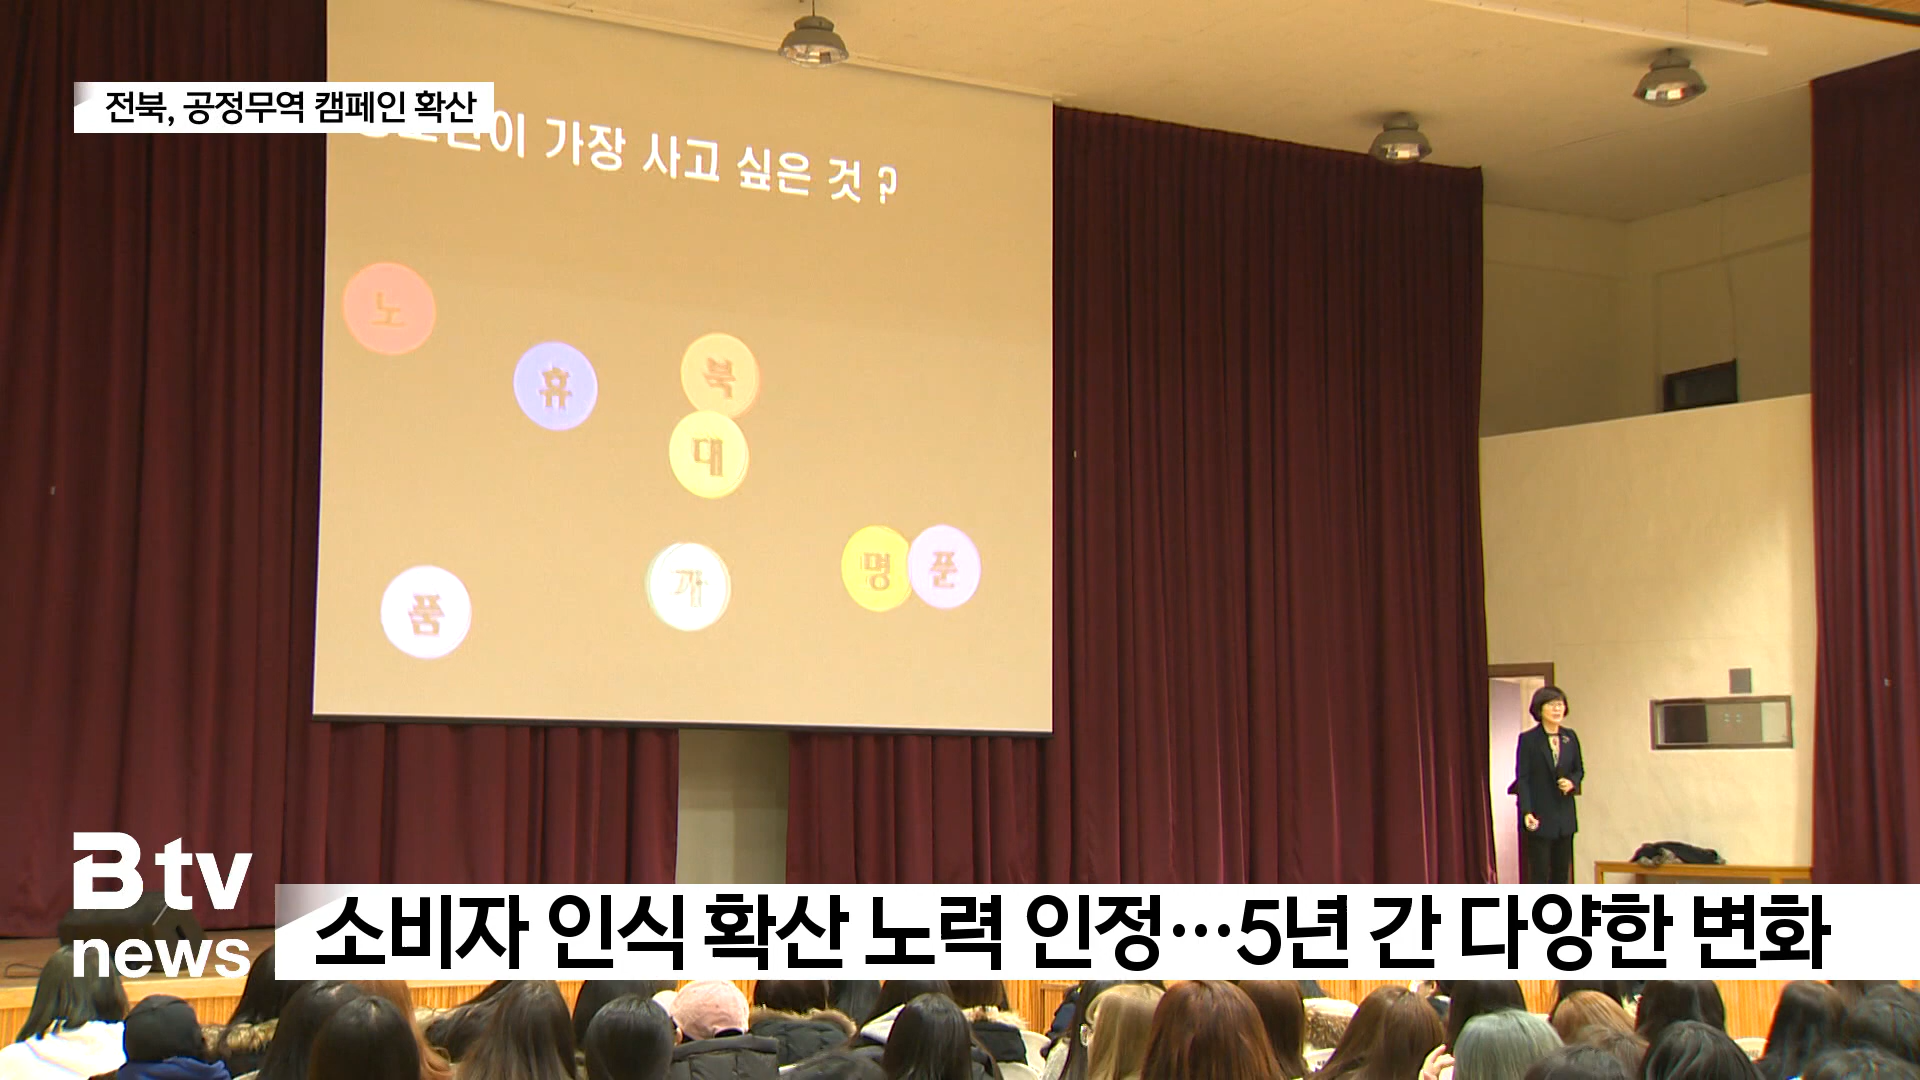 전북, 공정무역 캠페인 확산
가장 사고 싶은 것 ?
노
휴
북
대
품
가
명
푼
B tv
news
소비자 인식 확산 노력 인정…5년 간 다양한 변화